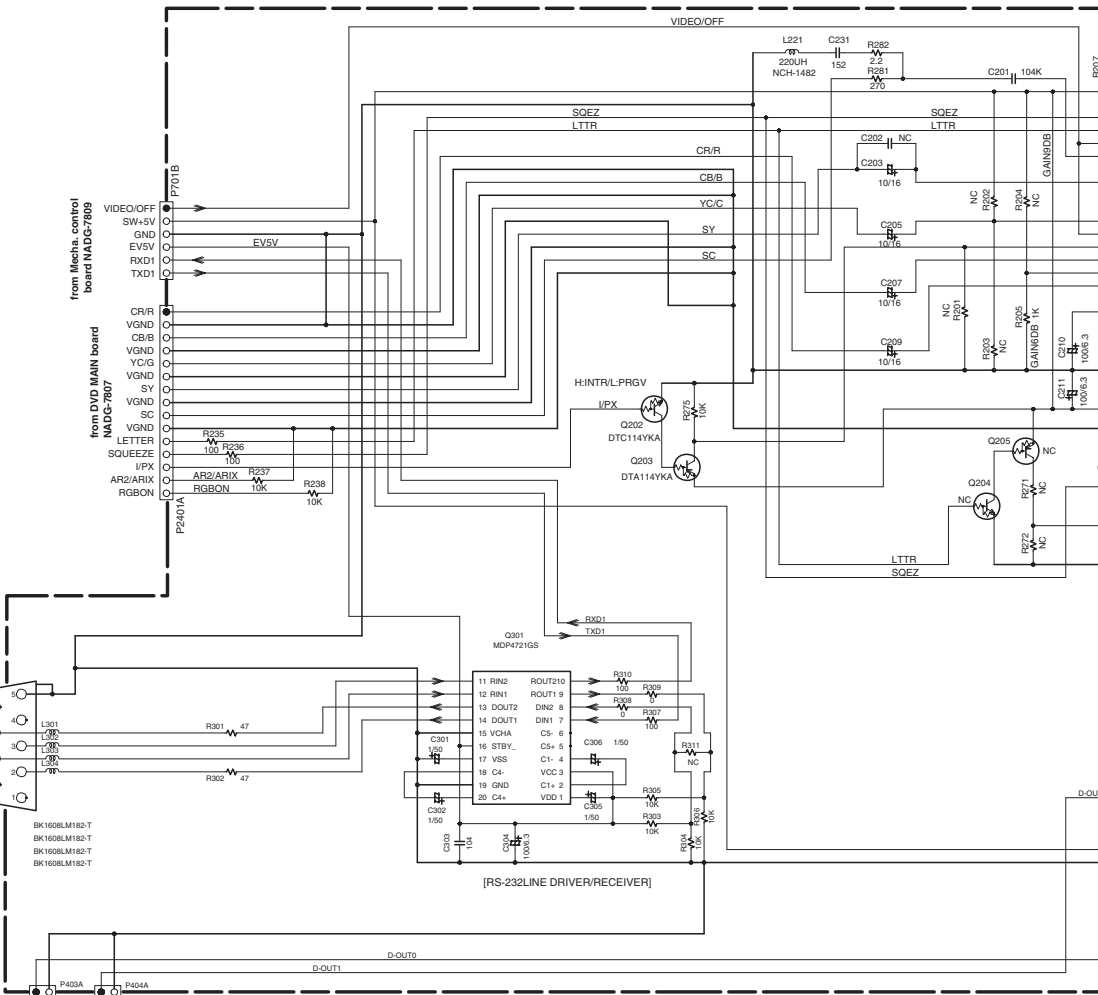 VIDEO/OFF
L221
220UH
NCH-1482
C231
152
R282
2.2
R281
270
C201
104K
R207
SQEZ
SQEZ
LTTR
LTTR
C202
NC
CR/R
C203
10/16
CB/B
YC/C
SY
SC
GAIN9DB
NC
R202
R204
NC
C205
10/16
C207
10/16
C209
10/16
NC
R201
R203
NC
R205
1K
GAIN6DB
C210
100/6.3
C211
100/6.3
from Mecha. control
board NADG-7809
P701B
VIDEO/OFF
SW+5V
GND
EV5V
EV5V
RXD1
TXD1
from DVD MAIN board
NADG-7807
CR/R
VGND
CB/B
VGND
YC/G
VGND
SY
VGND
SC
VGND
LETTER
SQUEEZE
I/PX
AR2/ARIX
RGBON
P2401A
R235
100
R236
100
AR2/ARIX
R237
10K
RGBON
R238
10K
H:INTR/L:PRGV
I/PX
Q202
DTC114YKA
R275
10K
Q203
DTA114YKA
Q205
NC
Q204
NC
R271
NC
R272
NC
LTTR
SQEZ
RXD1
TXD1
Q301
MDP4721GS
11 RIN2
12 RIN1
13 DOUT2
14 DOUT1
15 VCHA
16 STBY_
17 VSS
18 C4-
19 GND
20 C4+
ROUT210
ROUT1 9
DIN2 8
DIN1 7
C5- 6
C5+ 5
C1- 4
VCC 3
C1+ 2
VDD 1
R310
100
R309
0
R308
0
R307
100
R311
NC
C306
1/50
C305
1/50
R305
10K
R303
10K
R306
10K
R304
10K
C301
1/50
C302
1/50
C303
104
C304
100/6.3
5
4
3
2
1
L301
L302
L303
L304
R301
47
R302
47
BK1608LM182-T
BK1608LM182-T
BK1608LM182-T
BK1608LM182-T
[RS-232LINE DRIVER/RECEIVER]
D-OU
D-OUT0
D-OUT1
P403A
P404A